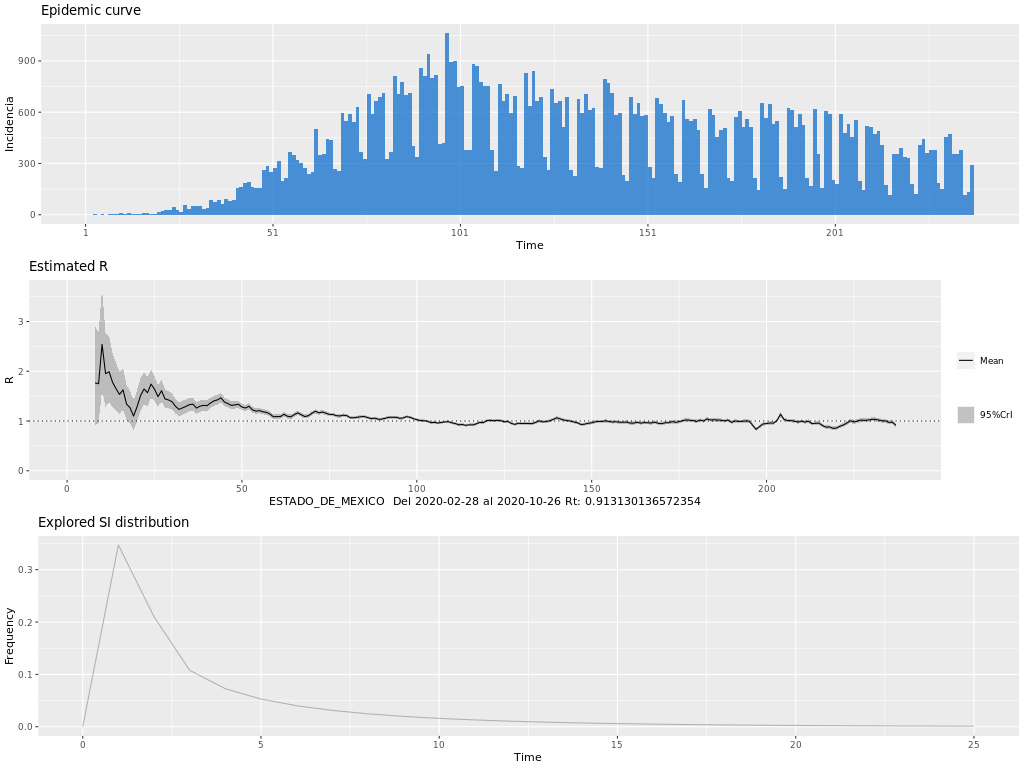 Epidemic curve
900
600
300
0
Incidencia
1 51 101 151 201
Time
Estimated R
3
2
1
0
R
Mean
95%CrI
0 50 100 150 200
ESTADO_DE_MEXICO Del 2020-02-28 al 2020-10-26 Rt: 0.913130136572354
Explored SI distribution
0.3
0.2
0.1
0.0
Frequency
0 5 10 15 20 25
Time